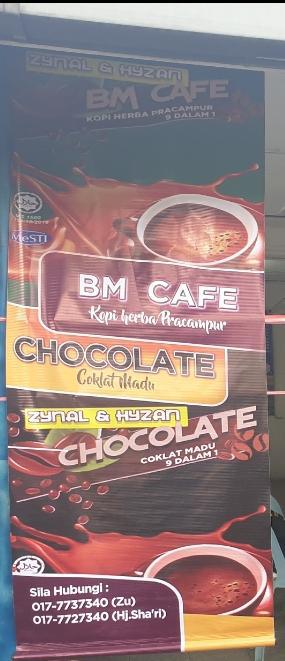 ZYNAL & HYZAN
BM CAFE
KOPI HERBA PRACAMPUR
9 DALAM 1
MeSTI
BM CAFE
Kopi herba Pracampur
CHOCOLATE
Coklat Madu
ZYNAL & HYZAN
CHOCOLATE
COKLAT MADU
9 DALAM 1
Sila Hubungi :
017-7737340 (Zu)
017-7727340 (Hj.Sha'ri)